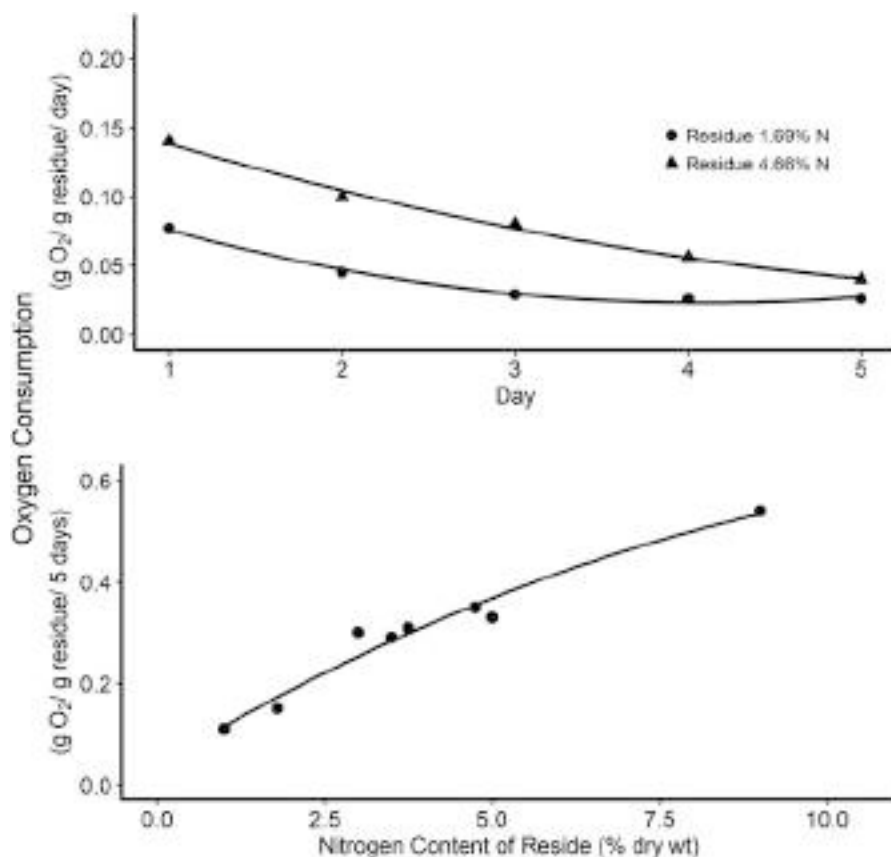 Oxygen Consumption
(g O₂/ g residue/ day)
0.20
0.15
0.10
0.05
0.00
Residue 1.69% N
Residue 4.66% N
1 2 3 4 5
Day
(g O₂/ g residue/ 5 days)
0.6
0.4
0.2
0.0
0.0 2.5 5.0 7.5 10.0
Nitrogen Content of Reside (% dry wt)